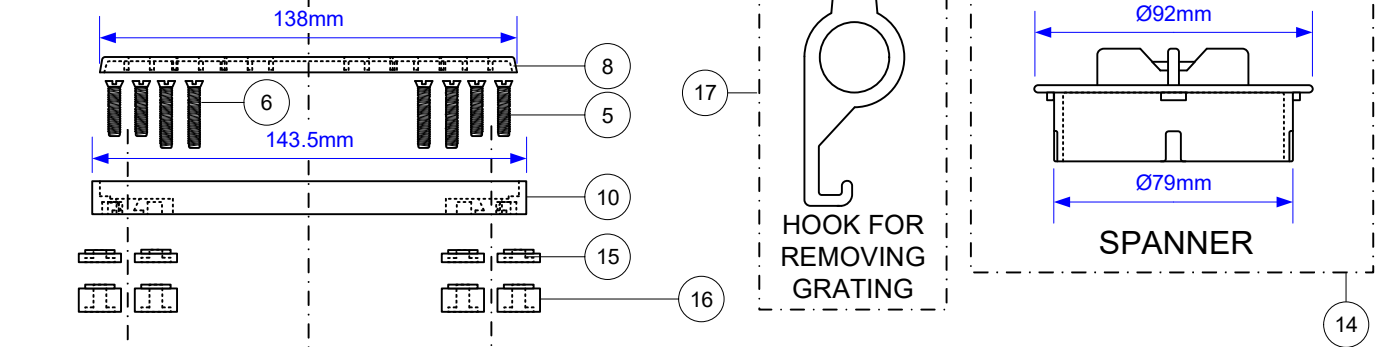 138mm
8
6
5
143.5mm
10
15
16
17
HOOK FOR
REMOVING
GRATING
Ø92mm
Ø79mm
SPANNER
14